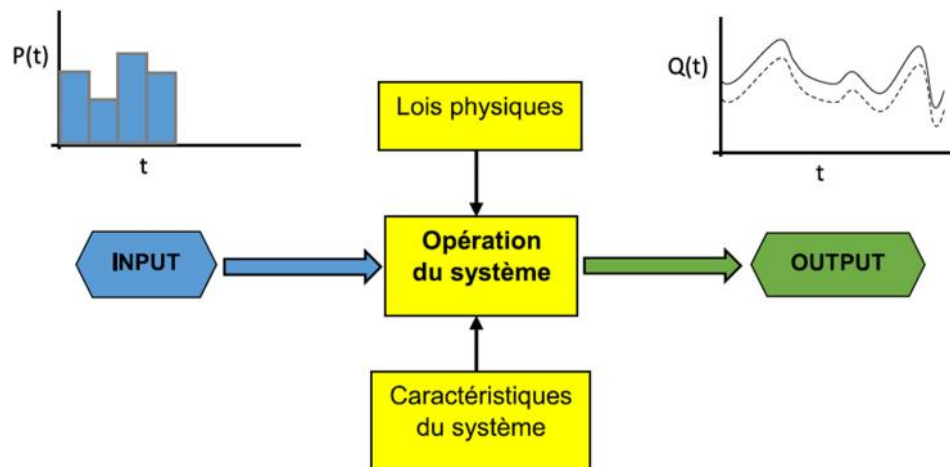 P(t)
t
Lois physiques
Q(t)
t
INPUT
Opération
du système
OUTPUT
Caractéristiques
du système